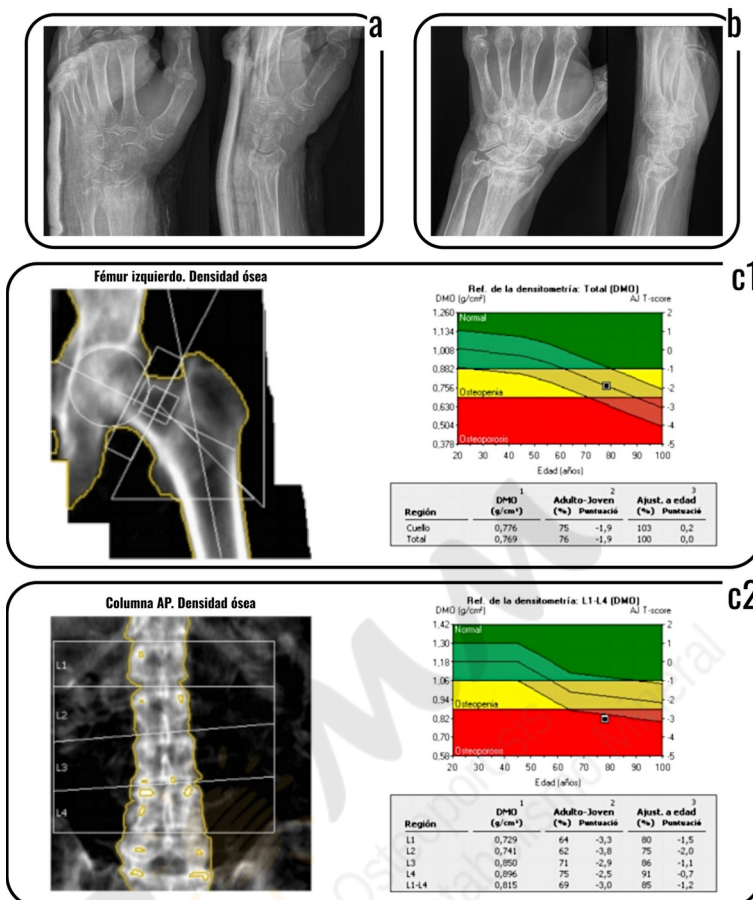 a
b
c1
Fémur izquierdo. Densidad ósea
Ref. de la densitometría: Total (DMO)
DMO (g/cm²) AJ T-score
1,260 2
Normal
1,134 1
1,008 0
0,882 -1
0,756 -2
Osteopenia
0,630 -3
0,504 -4
0,378 -5
Osteoporosis
20 30 40 50 60 70 80 90 100
Edad (años)
1 2 3
DMO Adulto-Joven Ajust. a edad
Región (g/cm²) (%) Puntuació (%) Puntuació
Cuello 0,776 75 -1,9 103 0,2
Total 0,769 76 -1,9 100 0,0
c2
Columna AP. Densidad ósea
L1
L2
L3
L4
Ref. de la densitometría: L1-L4 (DMO)
DMO (g/cm²) AJ T-score
1,42 2
Normal
1,30 1
1,18 0
1,06 -1
0,94 -2
Osteopenia
0,82 -3
0,70 -4
0,58 -5
Osteoporosis
20 30 40 50 60 70 80 90 100
Edad (años)
1 2 3
DMO Adulto-Joven Ajust. a edad
Región (g/cm²) (%) Puntuació (%) Puntuació
L1 0,729 64 -3,3 80 -1,5
L2 0,741 62 -3,8 75 -2,0
L3 0,850 71 -2,9 86 -1,1
L4 0,896 75 -2,5 91 -0,7
L1-L4 0,815 69 -3,0 85 -1,2
Osteoporosis
Metabolismo Mineral